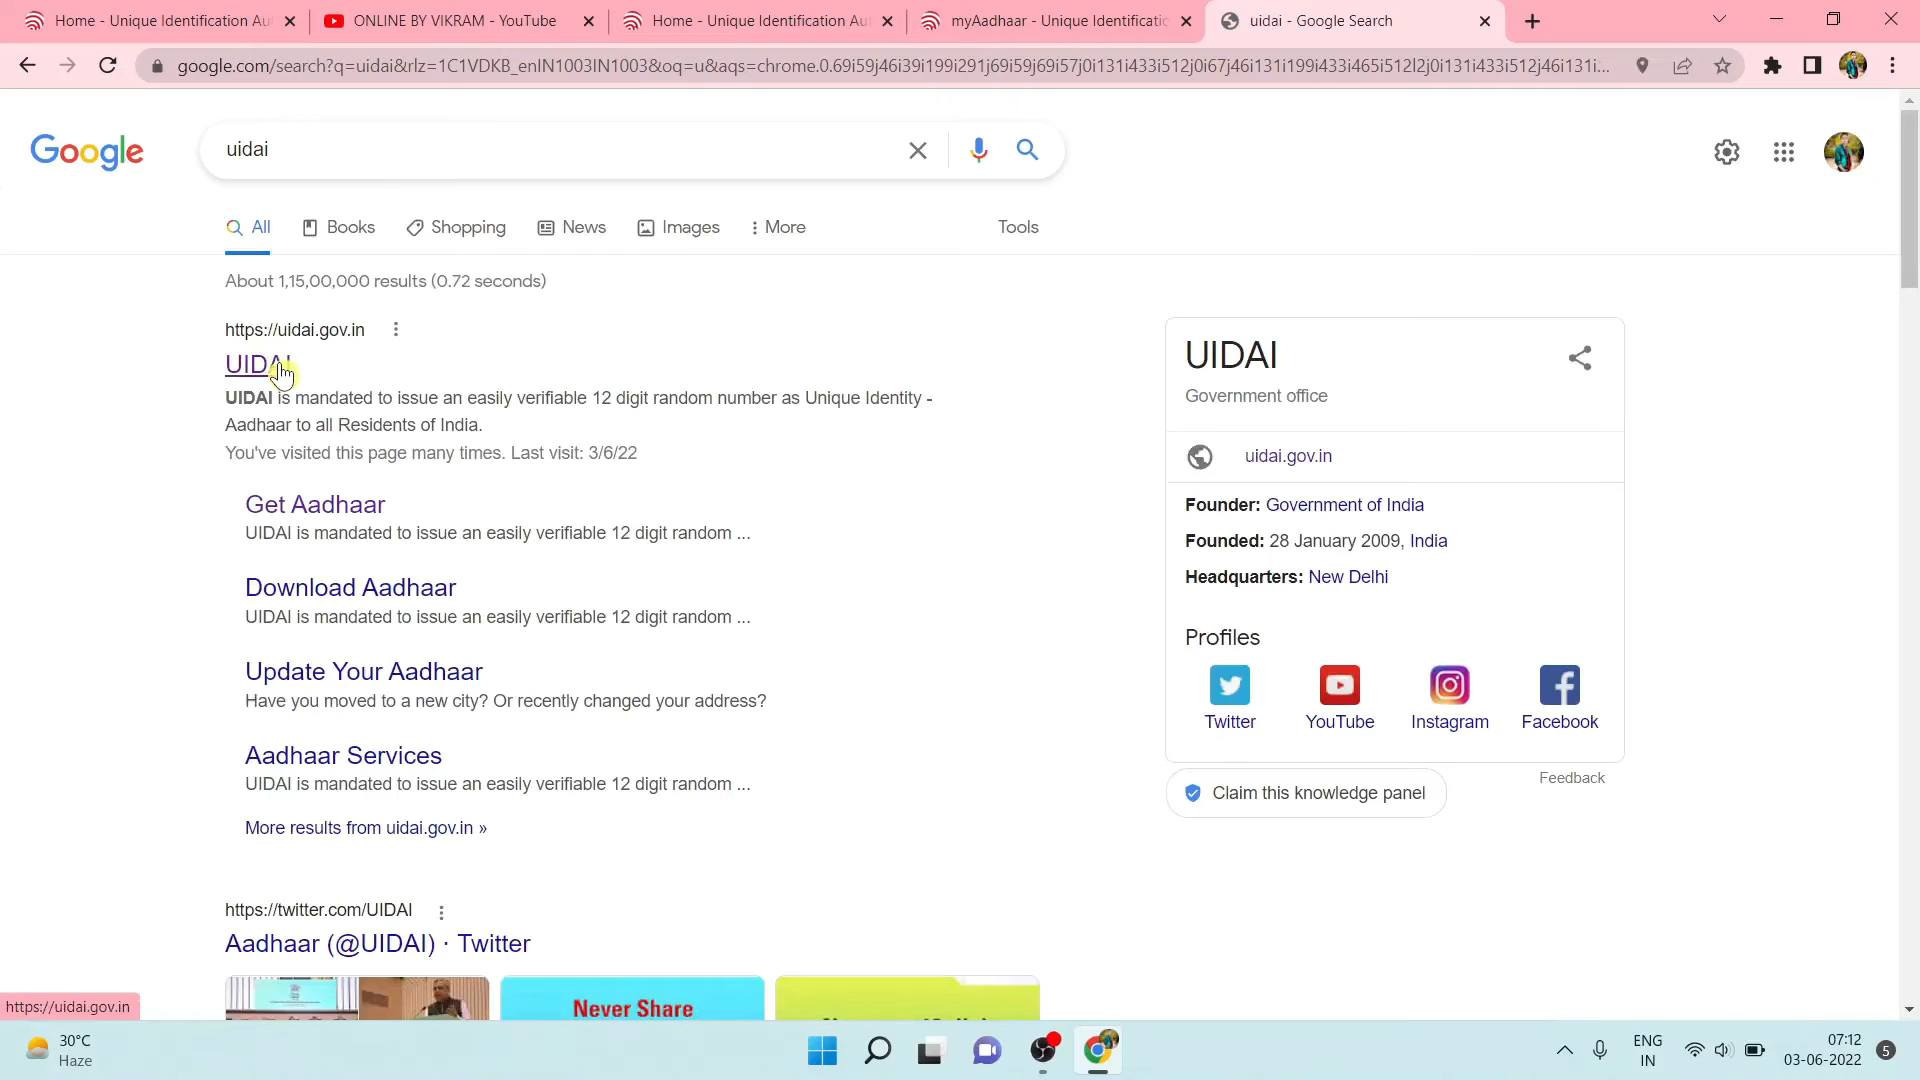 Home - Unique Identification Au
ONLINE BY VIKRAM - YouTube
Home - Unique Identification Au
myAadhaar - Unique Identificatio
uidai - Google Search
google.com/search?q=uidai&rlz=1C1VDKB_enIN1003IN1003&oq=u&aqs=chrome.0.69i59j46i39i199i291j69i59j69i57j0i131i433i512j0i67j46i131i199i433i465i512l2j0i131i433i512j46i131i...
Google
uidai
All
Books
Shopping
News
Images
More
Tools
About 1,15,00,000 results (0.72 seconds)
https://uidai.gov.in
UIDAI
UIDAI is mandated to issue an easily verifiable 12 digit random number as Unique Identity -
Aadhaar to all Residents of India.
You've visited this page many times. Last visit: 3/6/22
Get Aadhaar
UIDAI is mandated to issue an easily verifiable 12 digit random ...
Download Aadhaar
UIDAI is mandated to issue an easily verifiable 12 digit random ...
Update Your Aadhaar
Have you moved to a new city? Or recently changed your address?
Aadhaar Services
UIDAI is mandated to issue an easily verifiable 12 digit random ...
More results from uidai.gov.in »
https://twitter.com/UIDAI
Aadhaar (@UIDAI) · Twitter
Never Share
UIDAI
Government office
uidai.gov.in
Founder: Government of India
Founded: 28 January 2009, India
Headquarters: New Delhi
Profiles
Twitter
YouTube
Instagram
Facebook
Feedback
Claim this knowledge panel
https://uidai.gov.in
30°C
Haze
ENG
IN
07:12
03-06-2022
5